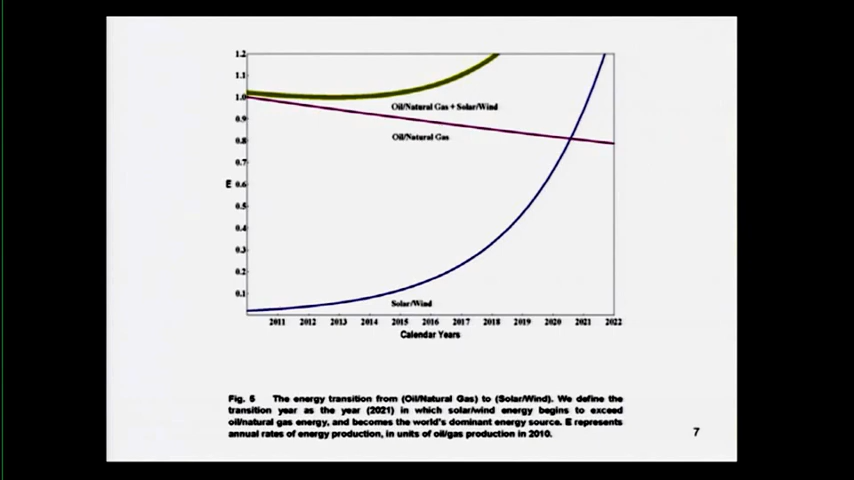 1.2
1.1
1.0
0.9
0.8
0.7
E 0.6
0.5
0.4
0.3
0.2
0.1
Oil/Natural Gas + Solar/Wind
Oil/Natural Gas
Solar/Wind
2011 2012 2013 2014 2015 2016 2017 2018 2019 2020 2021 2022
Calendar Years
Fig. 5 The energy transition from (Oil/Natural Gas) to (Solar/Wind). We define the
transition year as the year (2021) in which solar/wind energy begins to exceed
oil/natural gas energy, and becomes the world's dominant energy source. E represents
annual rates of energy production, in units of oil/gas production in 2010.
7